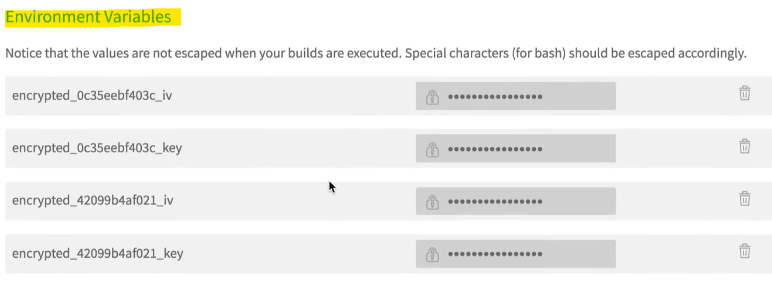 Environment Variables
Notice that the values are not escaped when your builds are executed. Special characters (for bash) should be escaped accordingly.
encrypted_0c35eebf403c_iv
••••••••••••••••
encrypted_0c35eebf403c_key
••••••••••••••••
encrypted_42099b4af021_iv
••••••••••••••••
encrypted_42099b4af021_key
••••••••••••••••